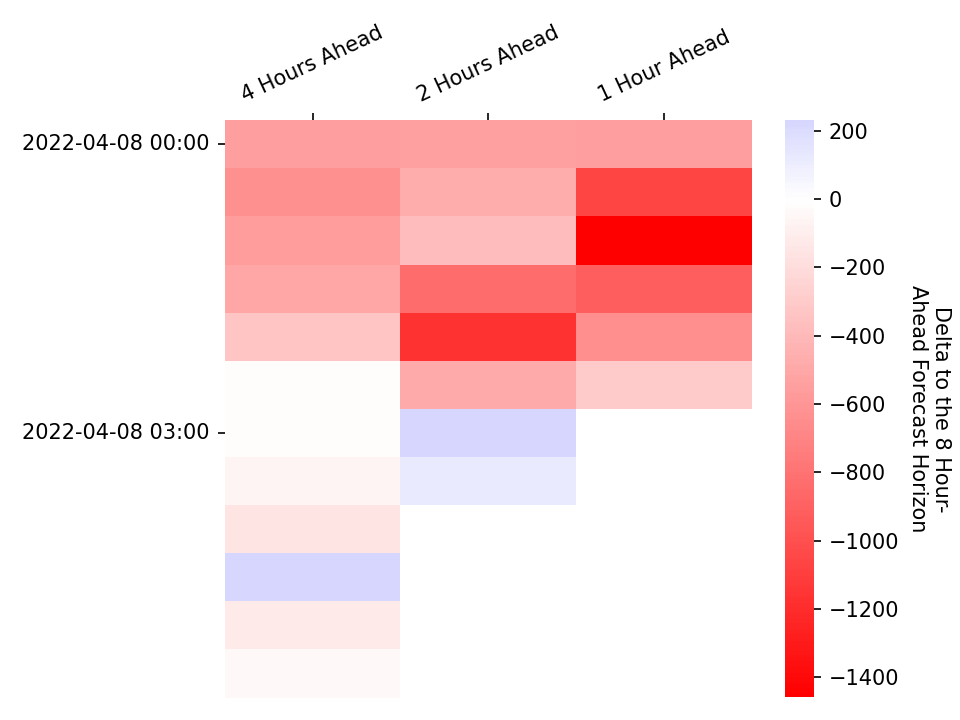 4 Hours Ahead
2 Hours Ahead
1 Hour Ahead
2022-04-08 00:00
2022-04-08 03:00
200
0
−200
−400
−600
−800
−1000
−1200
−1400
Delta to the 8 Hour-
Ahead Forecast Horizon